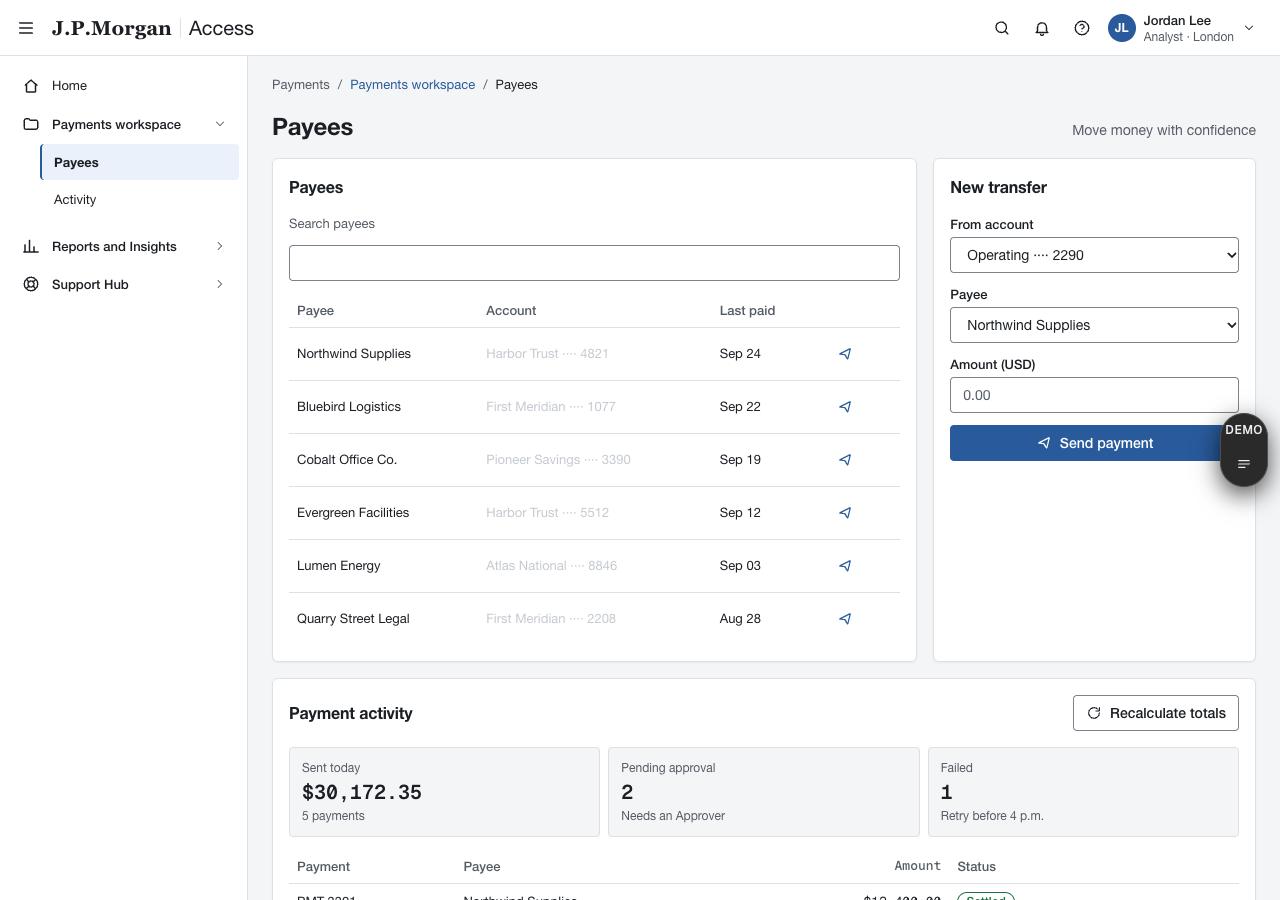 J.P.Morgan Access
Jordan Lee
JL
Analyst · London
Home
Payments workspace
Payees
Activity
Reports and Insights
Support Hub
Payments / Payments workspace / Payees
Payees
Move money with confidence
Payees
Search payees
Payee Account Last paid
Northwind Supplies Harbor Trust ···· 4821 Sep 24
Bluebird Logistics First Meridian ···· 1077 Sep 22
Cobalt Office Co. Pioneer Savings ···· 3390 Sep 19
Evergreen Facilities Harbor Trust ···· 5512 Sep 12
Lumen Energy Atlas National ···· 8846 Sep 03
Quarry Street Legal First Meridian ···· 2208 Aug 28
New transfer
From account
Operating ···· 2290
Payee
Northwind Supplies
Amount (USD)
0.00
Send payment
DEMO
Payment activity
Recalculate totals
Sent today
$30,172.35
5 payments
Pending approval
2
Needs an Approver
Failed
1
Retry before 4 p.m.
Payment Payee Amount Status
Northwind Supplies Settled